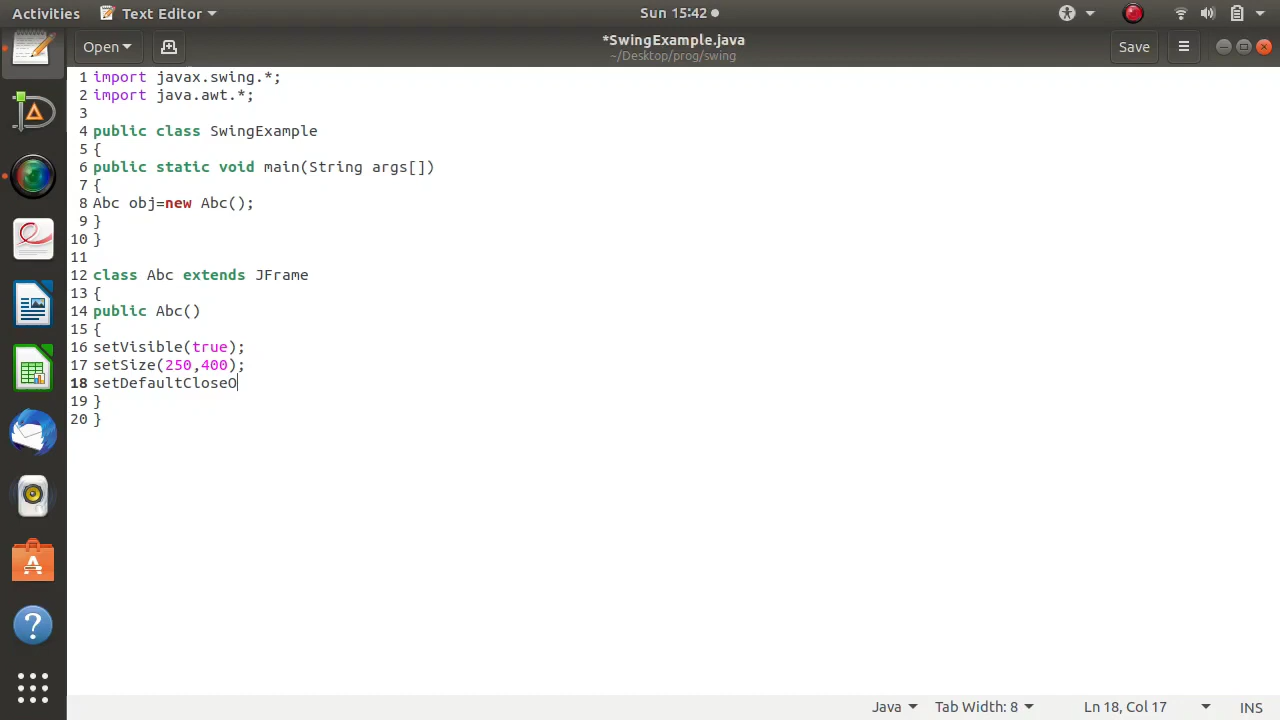 Activities Text Editor Sun 15:42
Open *SwingExample.java Save
~/Desktop/prog/swing
1 import javax.swing.*;
2 import java.awt.*;
3
4 public class SwingExample
5 {
6 public static void main(String args[])
7 {
8 Abc obj=new Abc();
9 }
10 }
11
12 class Abc extends JFrame
13 {
14 public Abc()
15 {
16 setVisible(true);
17 setSize(250,400);
18 setDefaultCloseO
19 }
20 }
Java Tab Width: 8 Ln 18, Col 17 INS